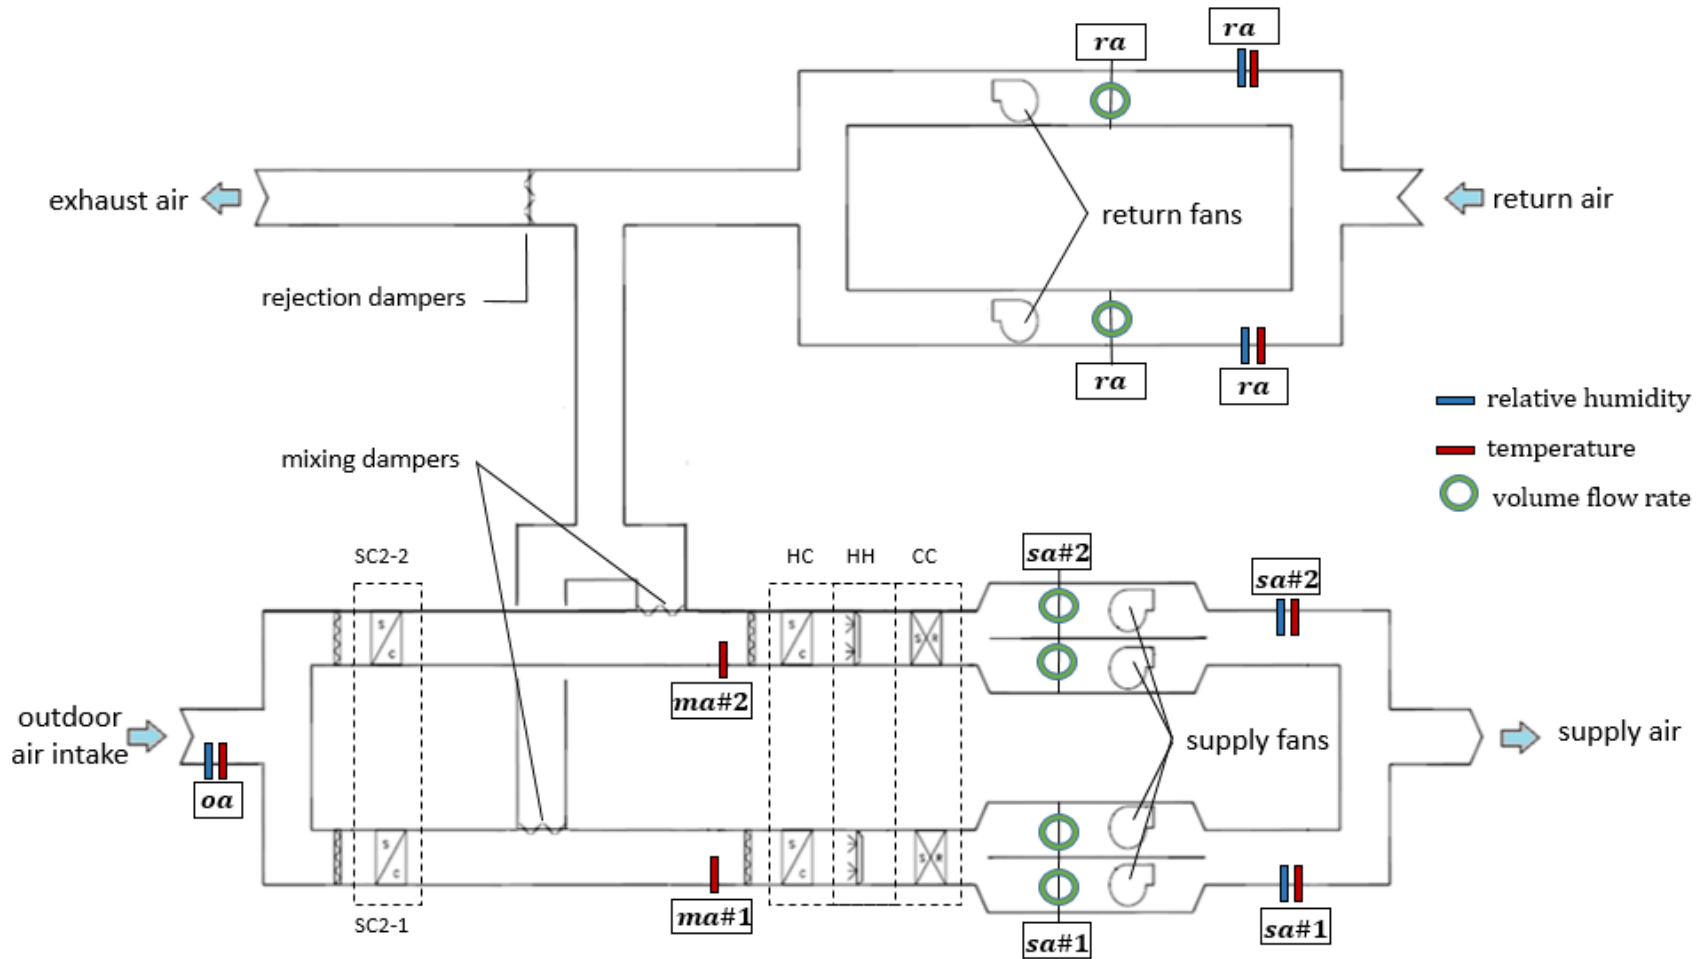 ra
ra
exhaust air
return air
return fans
rejection dampers
ra
ra
relative humidity
temperature
volume flow rate
mixing dampers
SC2-2
HC
HH
CC
sa#2
sa#2
S
C
S
C
S R
ma#2
outdoor
air intake
oa
supply fans
supply air
S
C
S
C
S R
ma#1
SC2-1
sa#1
sa#1